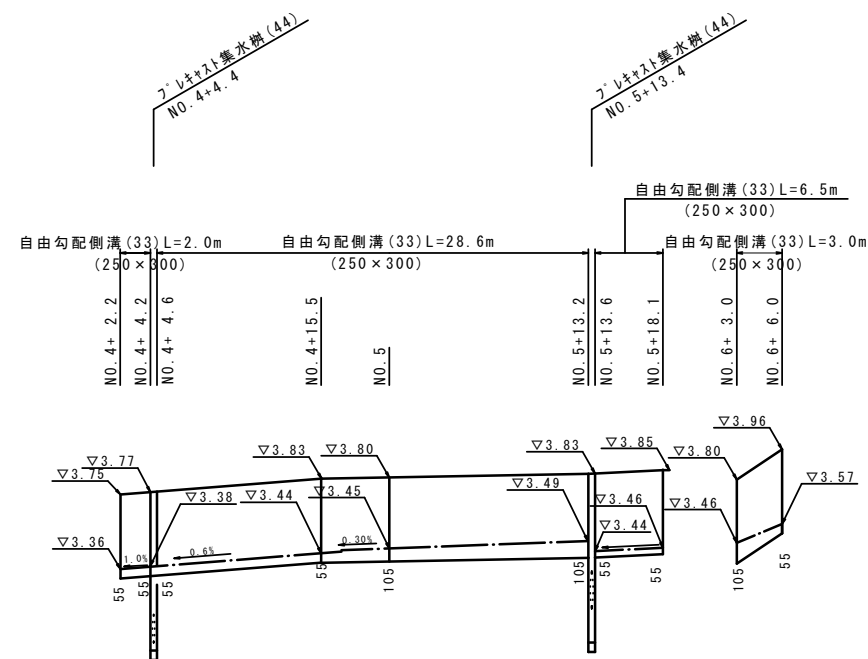 プレキャスト集水桝(44)
NO.4+4.4
プレキャスト集水桝(44)
NO.5+13.4
自由勾配側溝(33)L=6.5m
(250×300)
自由勾配側溝(33)L=2.0m
(250×300)
自由勾配側溝(33)L=28.6m
(250×300)
自由勾配側溝(33)L=3.0m
(250×300)
NO.4+ 2.2
NO.4+ 4.2
NO.4+ 4.6
NO.4+15.5
NO.5
NO.5+13.2
NO.5+13.6
NO.5+18.1
NO.6+ 3.0
NO.6+ 6.0
▽3.96
▽3.83
▽3.80
▽3.83
▽3.85
▽3.80
▽3.77
▽3.75
▽3.38
▽3.44
▽3.45
▽3.49
▽3.46
▽3.46
▽3.57
▽3.44
▽3.36
1.0%
0.6%
0.30%
55
55
55
55
105
105
55
105
55